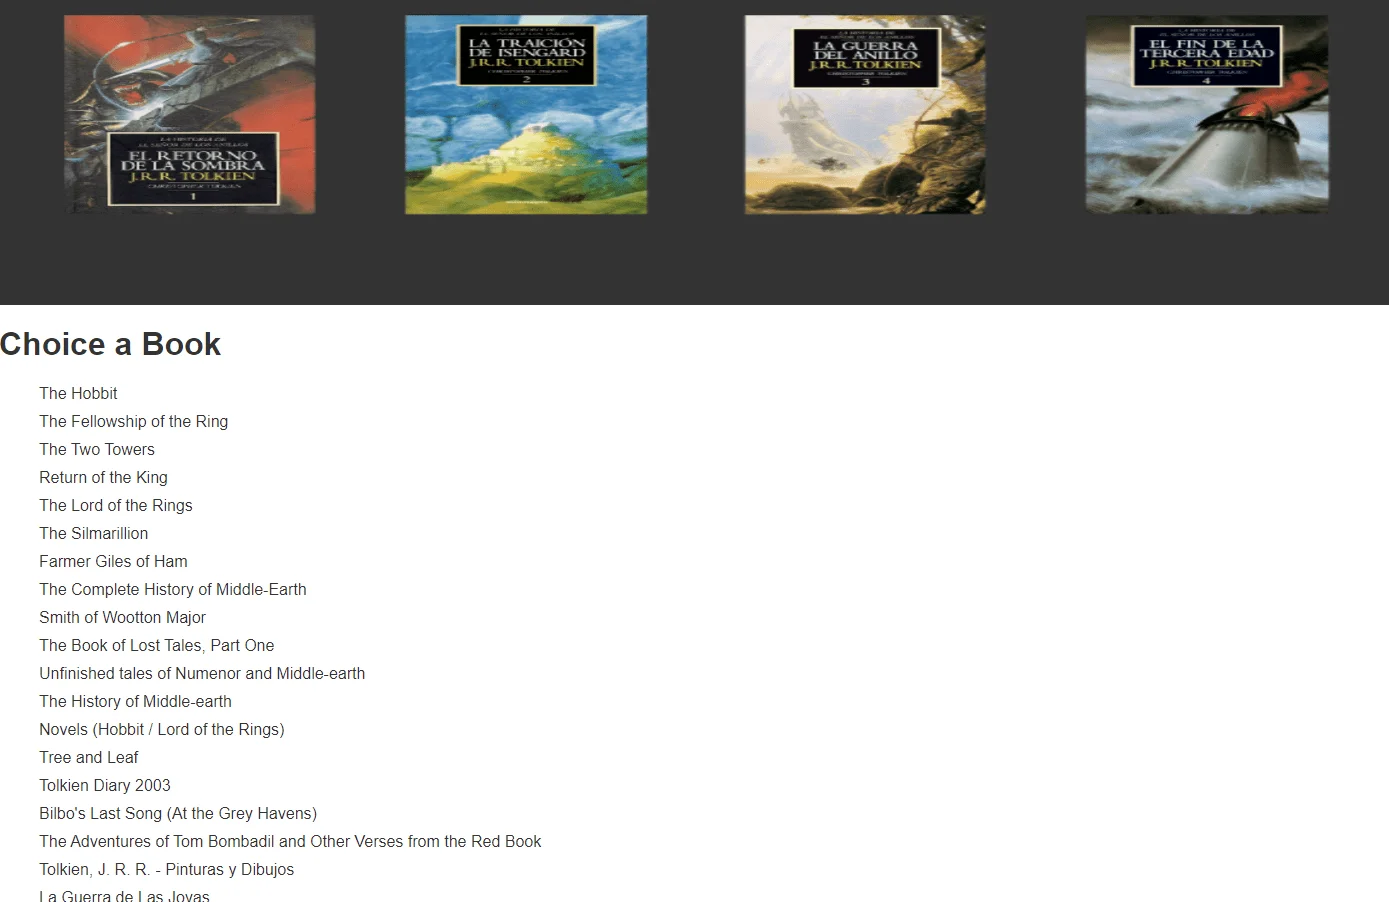 LA HISTORIA DE
EL SEÑOR DE LOS ANILLOS
EL RETORNO
DE LA SOMBRA
J.R.R. TOLKIEN
CHRISTOPHER TOLKIEN
1
LA HISTORIA DE
EL SEÑOR DE LOS ANILLOS
LA TRAICIÓN
DE ISENGARD
J.R.R. TOLKIEN
CHRISTOPHER TOLKIEN
2
LA HISTORIA DE
EL SEÑOR DE LOS ANILLOS
LA GUERRA
DEL ANILLO
J.R.R. TOLKIEN
CHRISTOPHER TOLKIEN
3
LA HISTORIA DE
EL SEÑOR DE LOS ANILLOS
EL FIN DE LA
TERCERA EDAD
J.R.R. TOLKIEN
CHRISTOPHER TOLKIEN
4
Choice a Book
The Hobbit
The Fellowship of the Ring
The Two Towers
Return of the King
The Lord of the Rings
The Silmarillion
Farmer Giles of Ham
The Complete History of Middle-Earth
Smith of Wootton Major
The Book of Lost Tales, Part One
Unfinished tales of Numenor and Middle-earth
The History of Middle-earth
Novels (Hobbit / Lord of the Rings)
Tree and Leaf
Tolkien Diary 2003
Bilbo's Last Song (At the Grey Havens)
The Adventures of Tom Bombadil and Other Verses from the Red Book
Tolkien, J. R. R. - Pinturas y Dibujos
La Guerra de Las Joyas